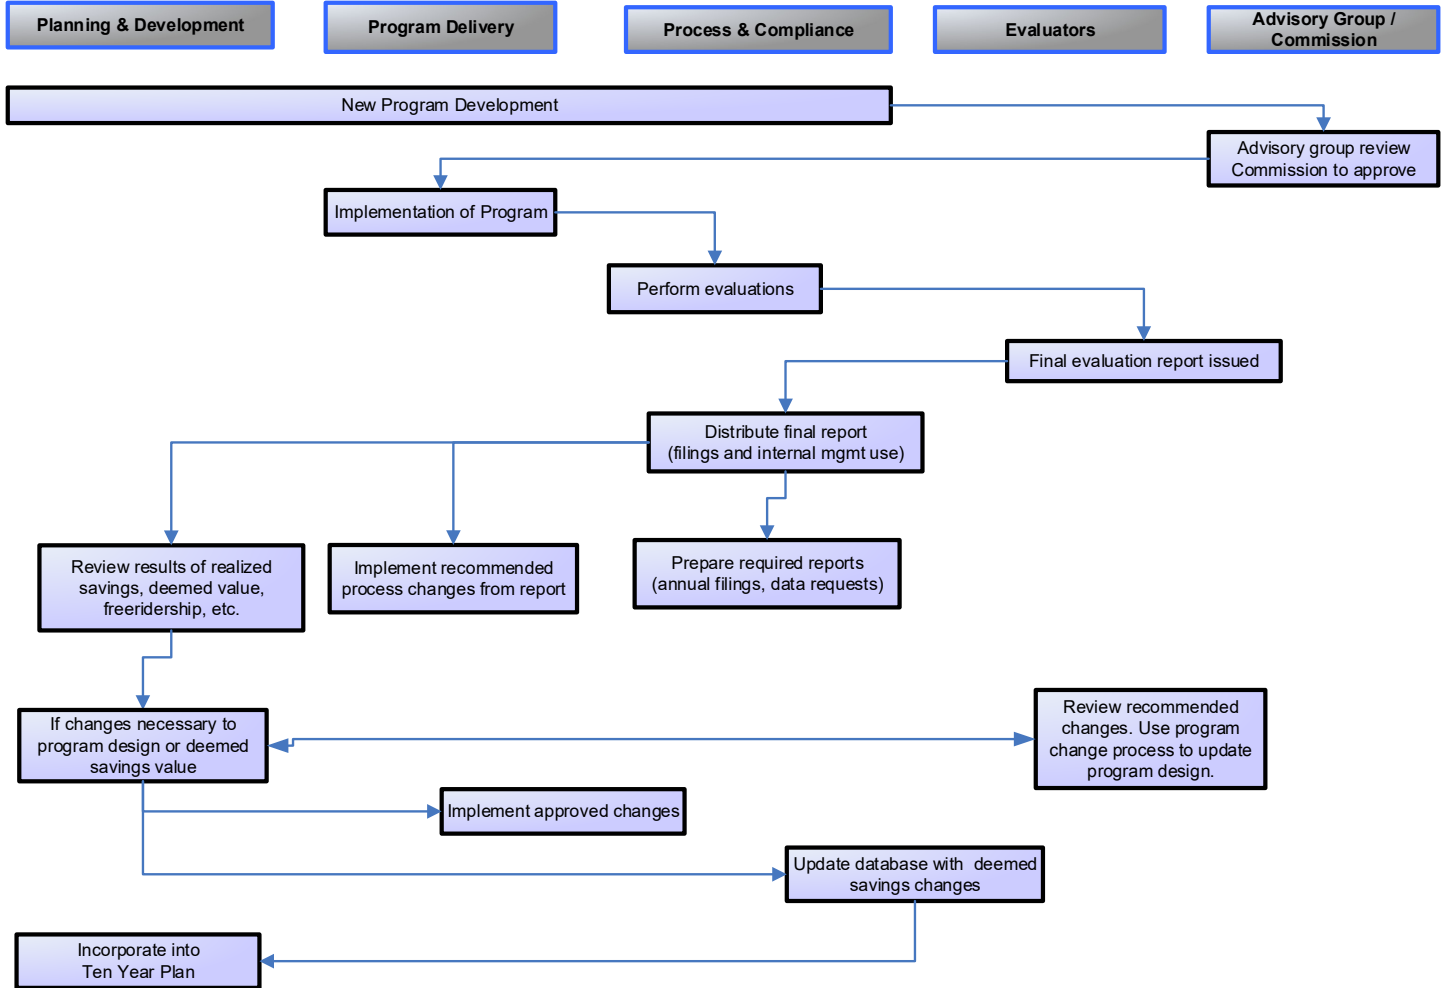 Planning & Development
Program Delivery
Process & Compliance
Evaluators
Advisory Group /
Commission
New Program Development
Advisory group review
Commission to approve
Implementation of Program
Perform evaluations
Final evaluation report issued
Distribute final report
(filings and internal mgmt use)
Review results of realized
savings, deemed value,
freeridership, etc.
Implement recommended
process changes from report
Prepare required reports
(annual filings, data requests)
If changes necessary to
program design or deemed
savings value
Review recommended
changes. Use program
change process to update
program design.
Implement approved changes
Update database with deemed
savings changes
Incorporate into
Ten Year Plan